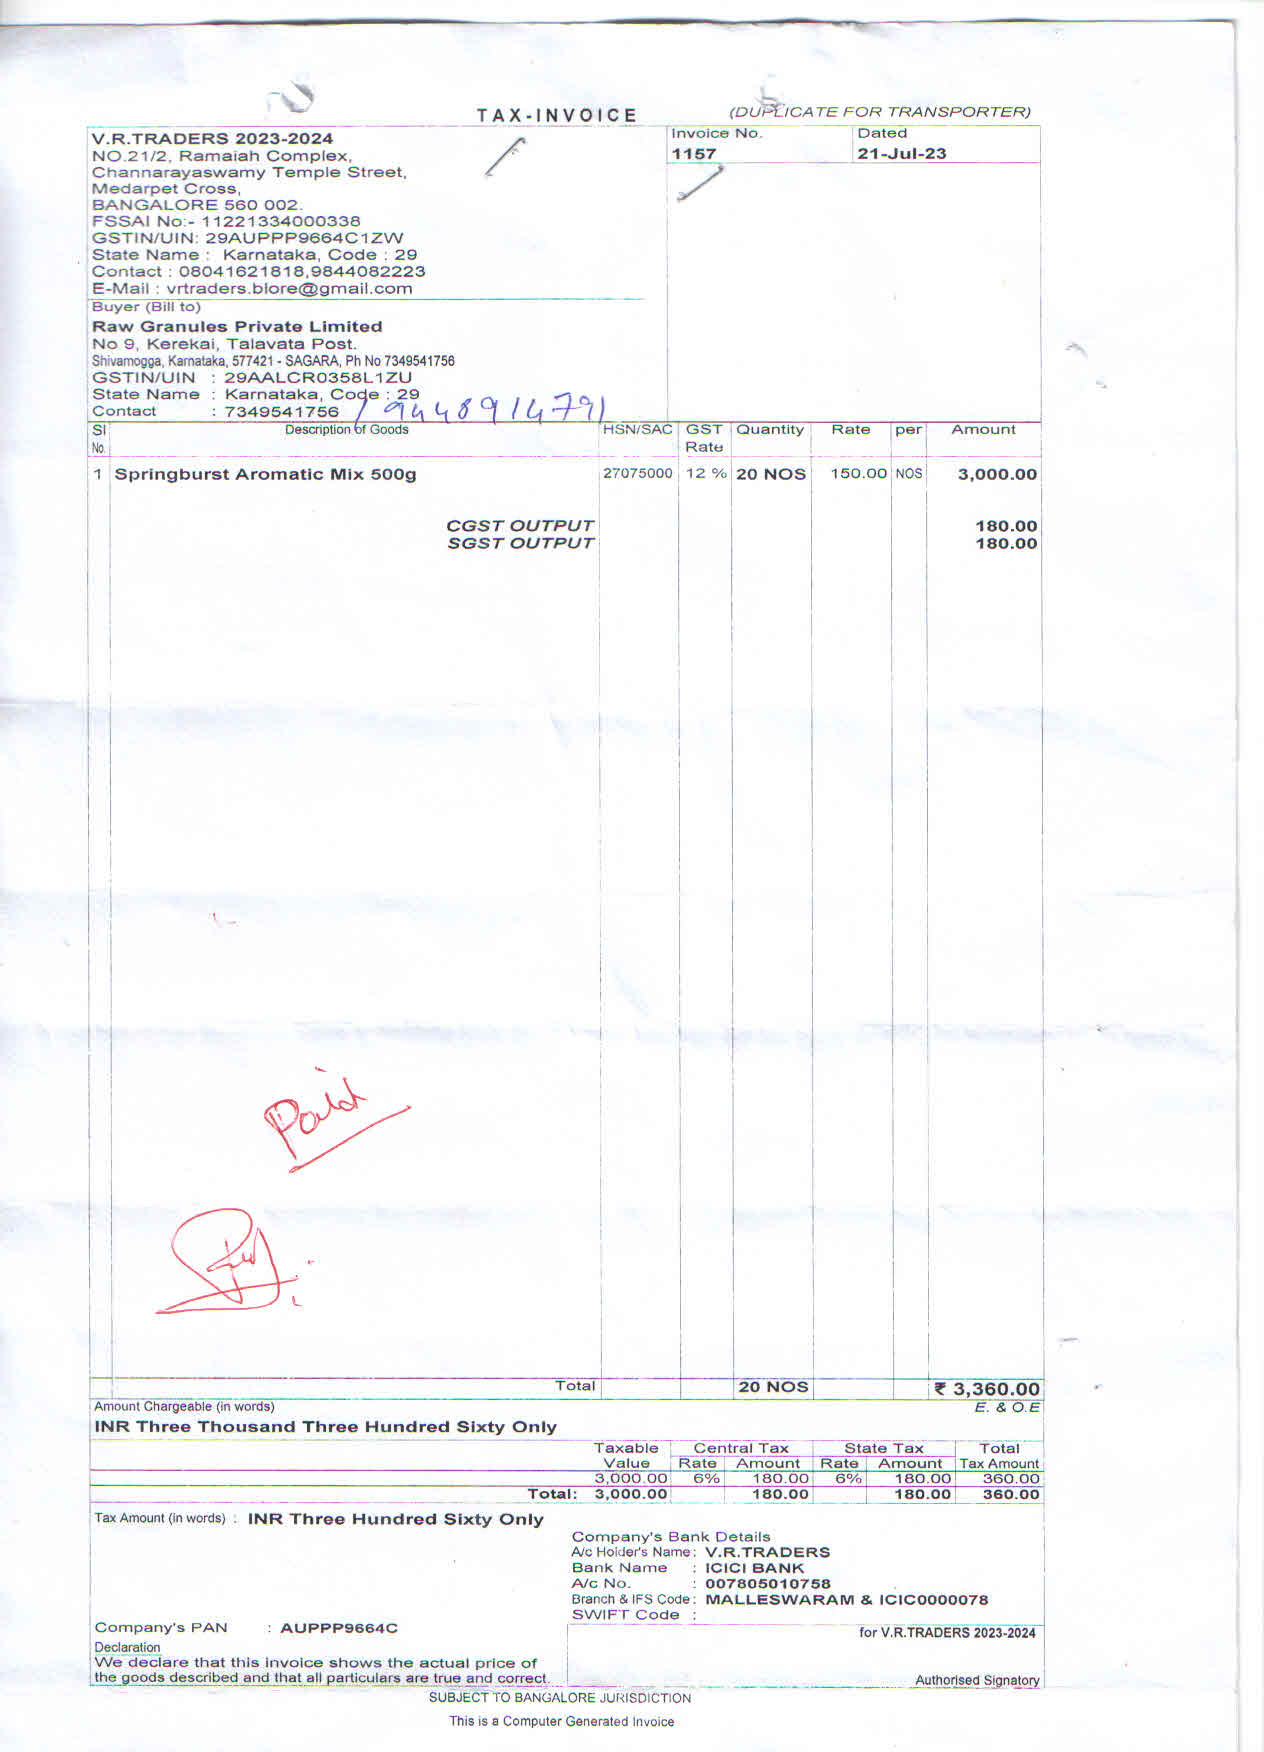 TAX-INVOICE
(DUPLICATE FOR TRANSPORTER)
V.R.TRADERS 2023-2024
NO.21/2, Ramaiah Complex,
Channarayaswamy Temple Street,
Medarpet Cross,
BANGALORE 560 002.
FSSAI No:- 11221334000338
GSTIN/UIN: 29AUPPP9664C1ZW
State Name : Karnataka, Code : 29
Contact : 08041621818,9844082223
E-Mail : vrtraders.blore@gmail.com
Invoice No. Dated
1157 21-Jul-23
Buyer (Bill to)
Raw Granules Private Limited
No 9, Kerekai, Talavata Post.
Shivamogga, Karnataka, 577421 - SAGARA, Ph No 7349541756
GSTIN/UIN : 29AALCR0358L1ZU
State Name : Karnataka, Code : 29
Contact : 7349541756 / 9448914791
Sl Description of Goods HSN/SAC GST Quantity Rate per Amount
No. Rate
1 Springburst Aromatic Mix 500g 27075000 12 % 20 NOS 150.00 NOS 3,000.00
CGST OUTPUT 180.00
SGST OUTPUT 180.00
Paid
Total 20 NOS ₹ 3,360.00
Amount Chargeable (in words) E. & O.E
INR Three Thousand Three Hundred Sixty Only
Taxable Central Tax State Tax Total
Value Rate Amount Rate Amount Tax Amount
3,000.00 6% 180.00 6% 180.00 360.00
Total: 3,000.00 180.00 180.00 360.00
Tax Amount (in words) : INR Three Hundred Sixty Only
Company's Bank Details
A/c Holder's Name : V.R.TRADERS
Bank Name : ICICI BANK
A/c No. : 007805010758
Branch & IFS Code : MALLESWARAM & ICIC0000078
SWIFT Code :
Company's PAN : AUPPP9664C
for V.R.TRADERS 2023-2024
Declaration
We declare that this invoice shows the actual price of
the goods described and that all particulars are true and correct.
Authorised Signatory
SUBJECT TO BANGALORE JURISDICTION
This is a Computer Generated Invoice